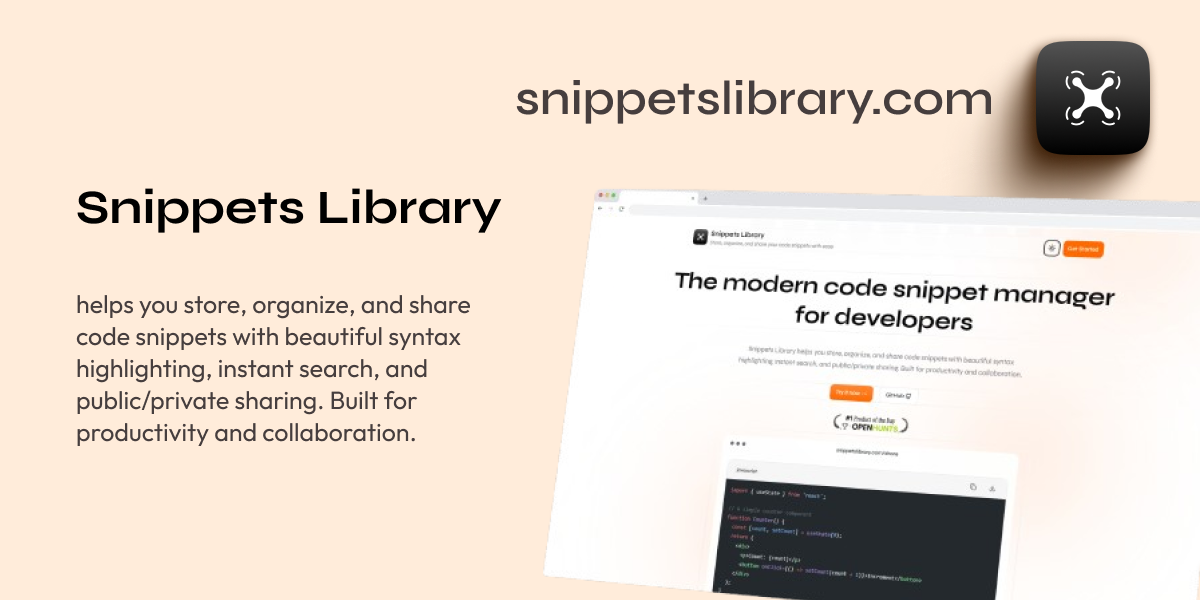 snippetslibrary.com
Snippets Library
helps you store, organize, and share
code snippets with beautiful syntax
highlighting, instant search, and
public/private sharing. Built for
productivity and collaboration.
Snippets Library
Store, organize, and share your code snippets with ease
Get Started
The modern code snippet manager
for developers
Snippets Library helps you store, organize, and share code snippets with beautiful syntax
highlighting, instant search, and public/private sharing. Built for productivity and collaboration.
Try it now →
GitHub
#1 Product of the Day
OPENHUNTS
javascript
import { useState } from 'react';
// A simple counter component
function Counter() {
const [count, setCount] = useState(0);
return (
<div>
<p>Count: {count}</p>
<button onClick={() => setCount(count + 1)}>Increment</button>
</div>
);